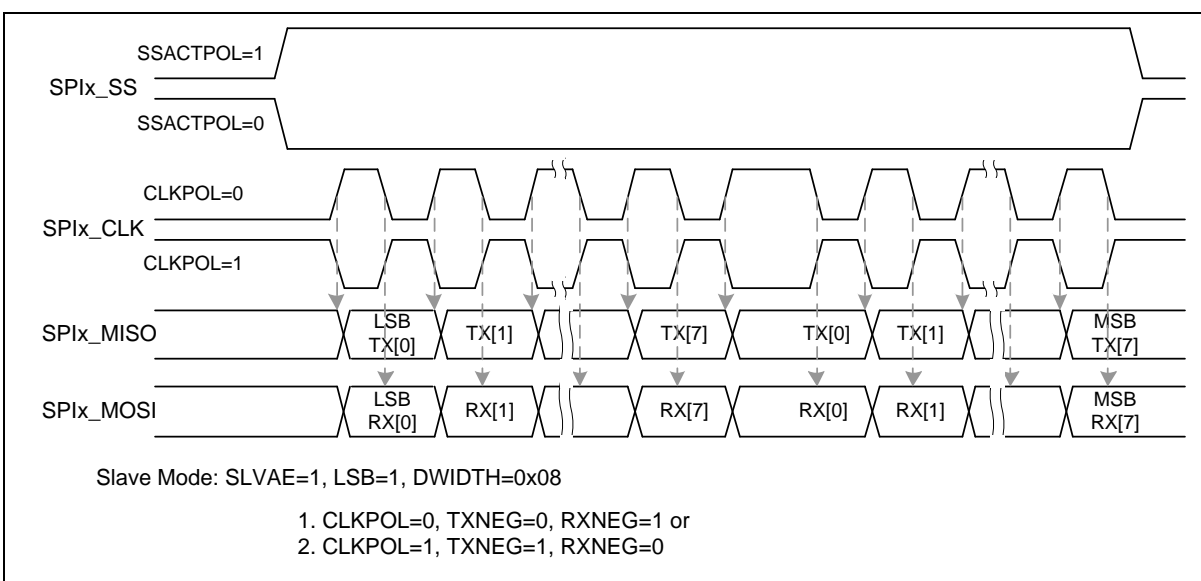 SSACTPOL=1
SPIx_SS
SSACTPOL=0
CLKPOL=0
SPIx_CLK
CLKPOL=1
SPIx_MISO
LSB
TX[0]
TX[1]
TX[7]
TX[0]
TX[1]
MSB
TX[7]
SPIx_MOSI
LSB
RX[0]
RX[1]
RX[7]
RX[0]
RX[1]
MSB
RX[7]
Slave Mode: SLVAE=1, LSB=1, DWIDTH=0x08
1. CLKPOL=0, TXNEG=0, RXNEG=1 or
2. CLKPOL=1, TXNEG=1, RXNEG=0